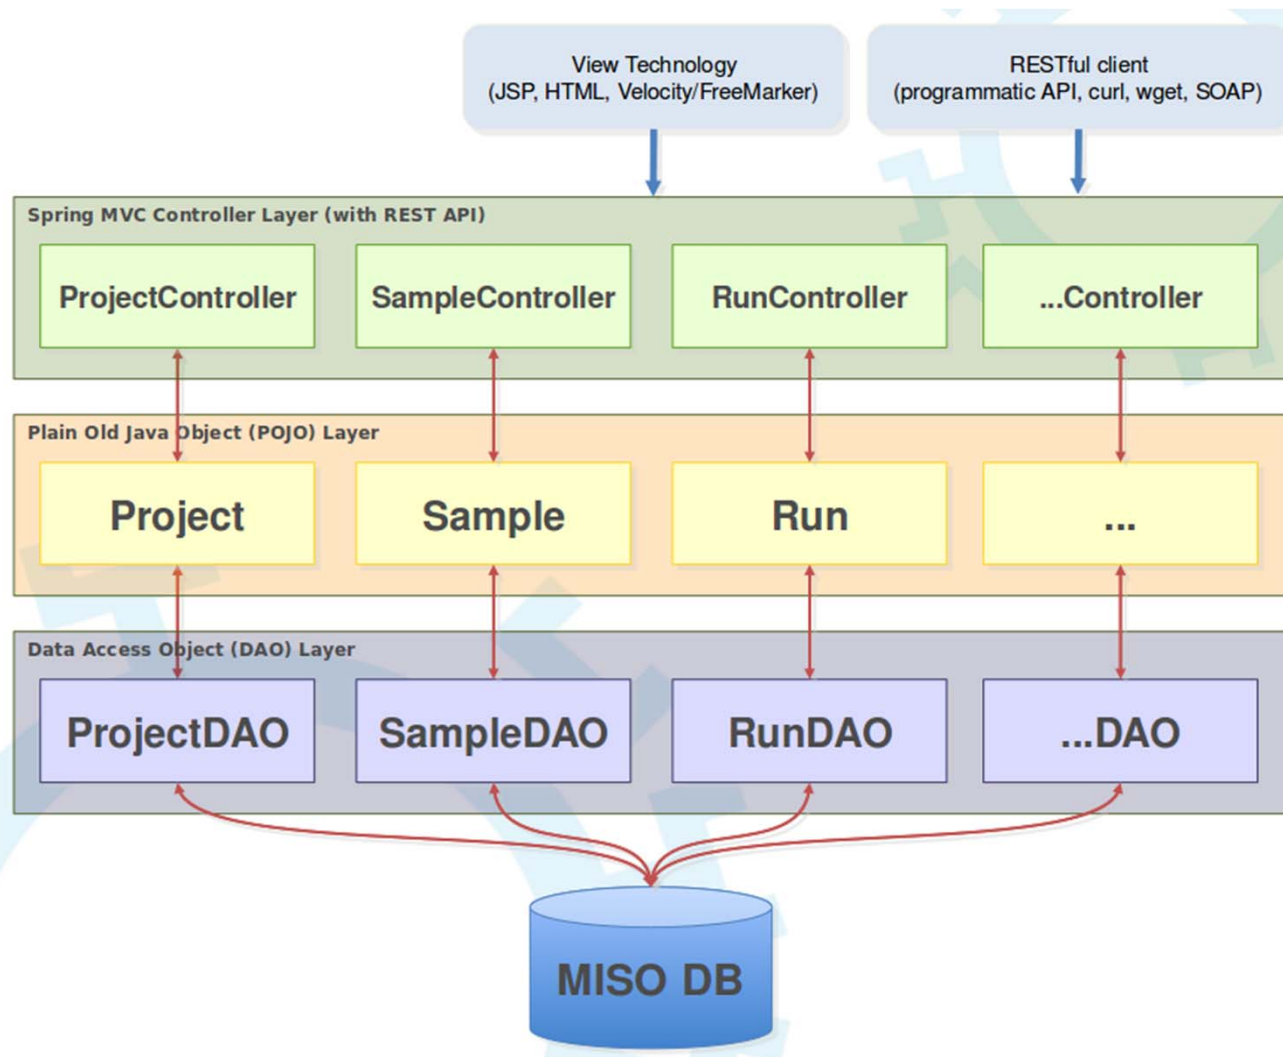 View Technology
(JSP, HTML, Velocity/FreeMarker)
RESTful client
(programmatic API, curl, wget, SOAP)
Spring MVC Controller Layer (with REST API)
ProjectController
SampleController
RunController
...Controller
Plain Old Java Object (POJO) Layer
Project
Sample
Run
...
Data Access Object (DAO) Layer
ProjectDAO
SampleDAO
RunDAO
...DAO
MISO DB